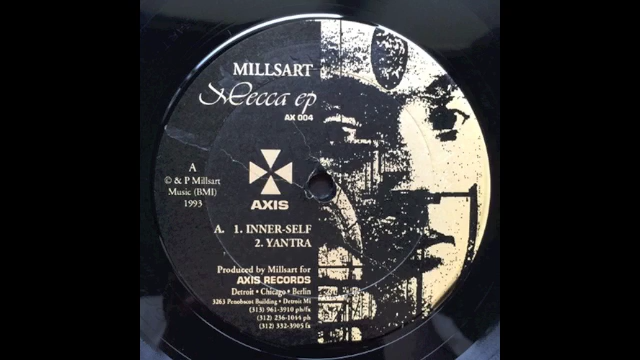 MILLSART
Mecca ep
AX 004
A
© & P Millsart
Music (BMI)
1993
AXIS
A. 1. INNER-SELF
2. YANTRA
Produced by Millsart for
AXIS RECORDS
Detroit • Chicago • Berlin
3263 Penobscot Building • Detroit Mi
(313) 961-3910 ph/fx
(312) 236-1044 ph
(312) 332-3905 fx